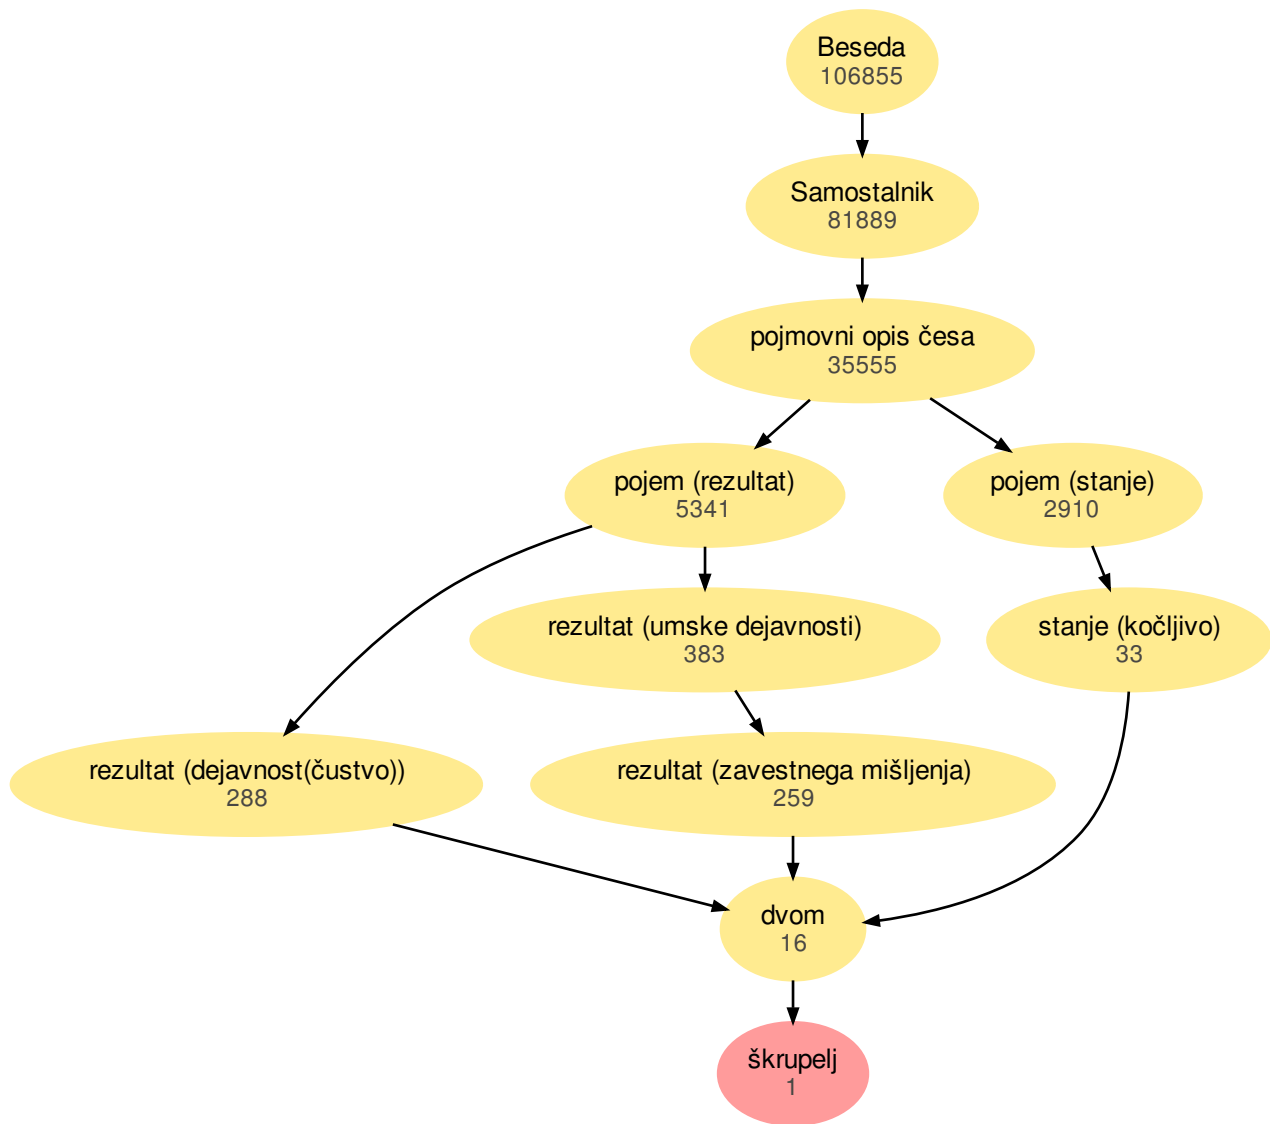 Beseda
106855
Samostalnik
81889
pojmovni opis česa
35555
pojem (rezultat)
5341
pojem (stanje)
2910
rezultat (umske dejavnosti)
383
stanje (kočljivo)
33
rezultat (dejavnost(čustvo))
288
rezultat (zavestnega mišljenja)
259
dvom
16
škrupelj
1